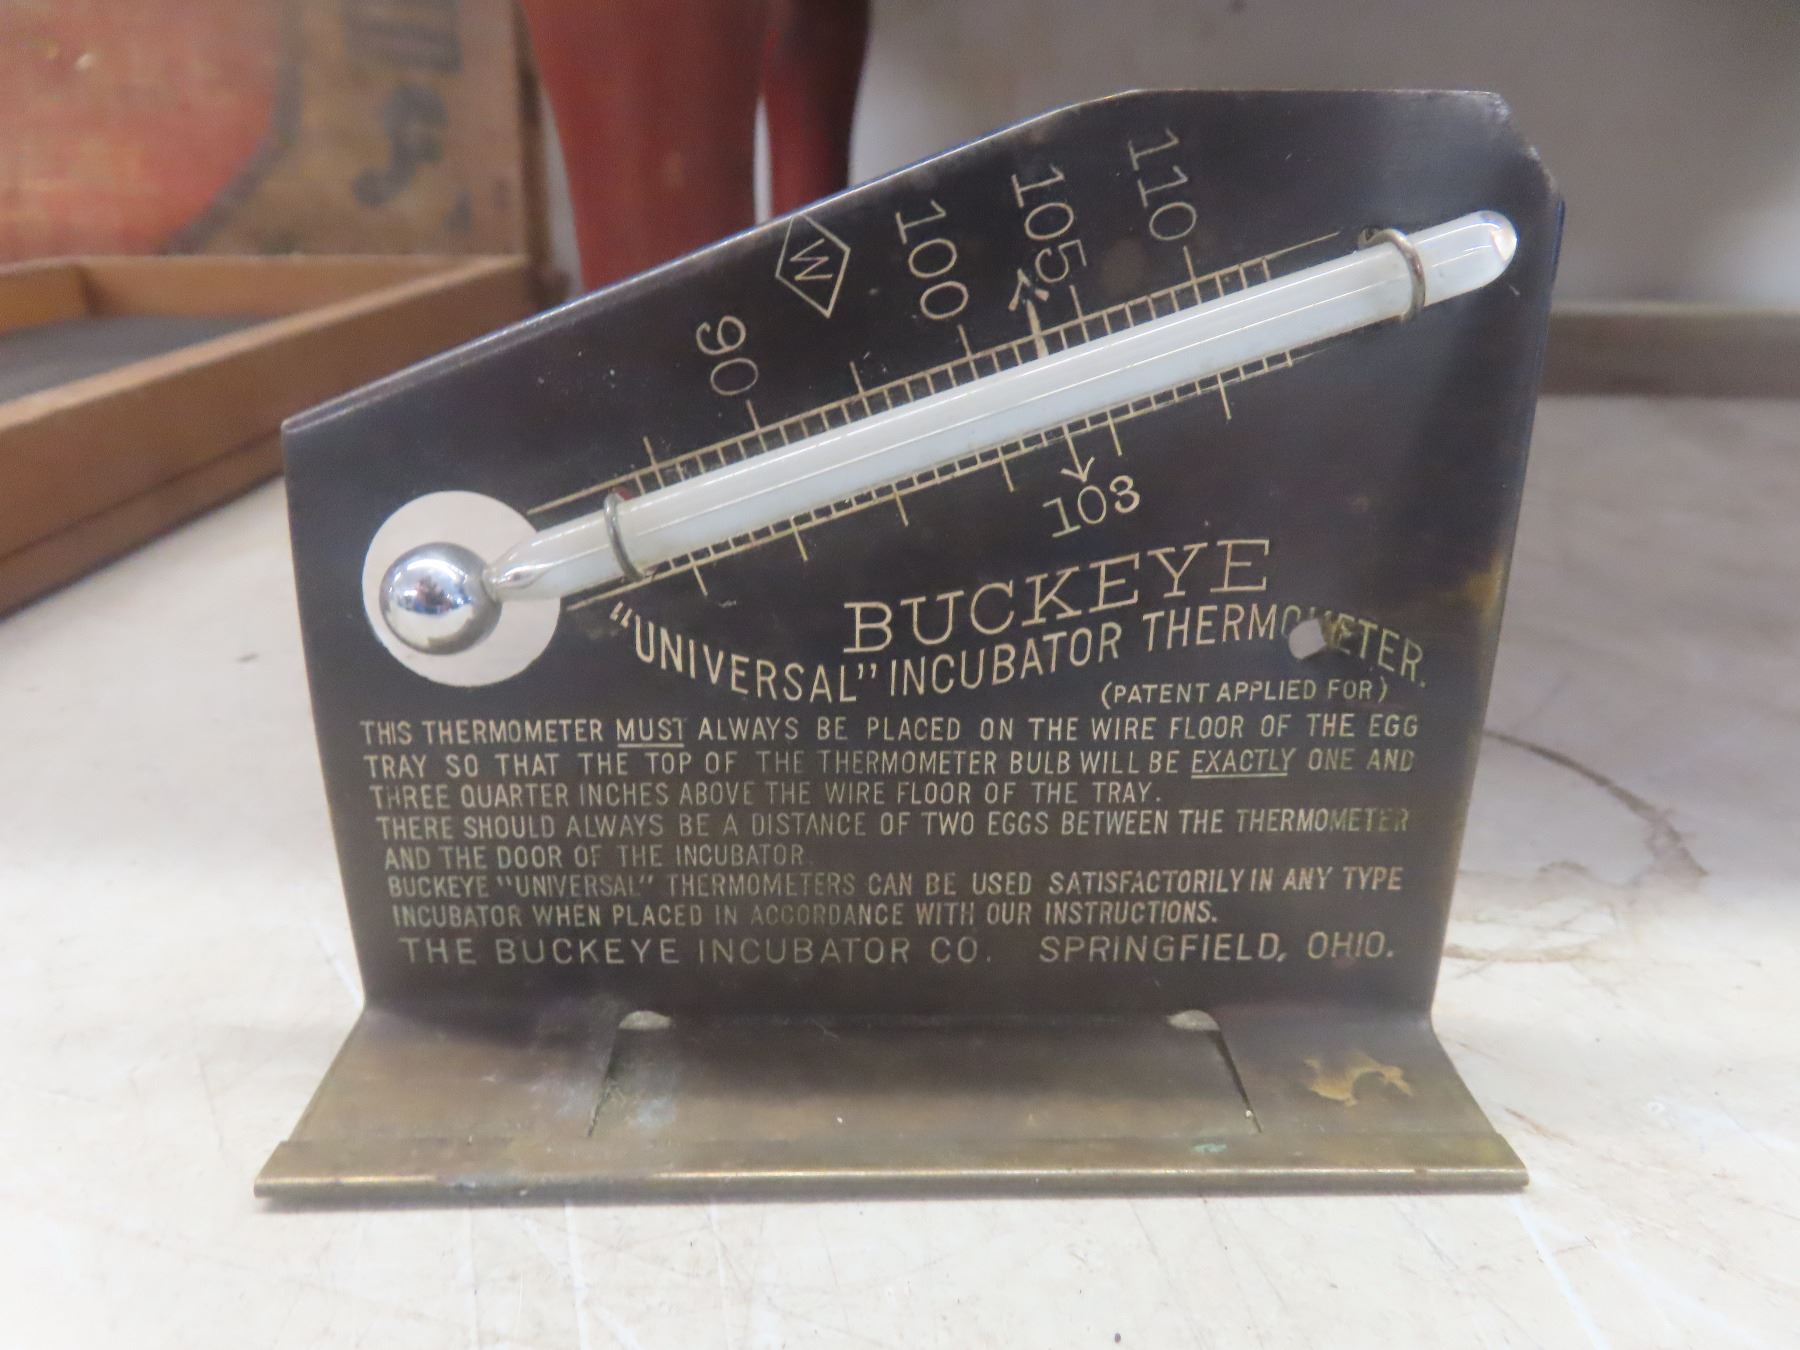 110
105
100
W
90
103
BUCKEYE
"UNIVERSAL" INCUBATOR THERMOMETER.
(PATENT APPLIED FOR)
THIS THERMOMETER MUST ALWAYS BE PLACED ON THE WIRE FLOOR OF THE EGG
TRAY SO THAT THE TOP OF THE THERMOMETER BULB WILL BE EXACTLY ONE AND
THREE QUARTER INCHES ABOVE THE WIRE FLOOR OF THE TRAY.
THERE SHOULD ALWAYS BE A DISTANCE OF TWO EGGS BETWEEN THE THERMOMETER
AND THE DOOR OF THE INCUBATOR.
BUCKEYE "UNIVERSAL" THERMOMETERS CAN BE USED SATISFACTORILY IN ANY TYPE
INCUBATOR WHEN PLACED IN ACCORDANCE WITH OUR INSTRUCTIONS.
THE BUCKEYE INCUBATOR CO. SPRINGFIELD, OHIO.